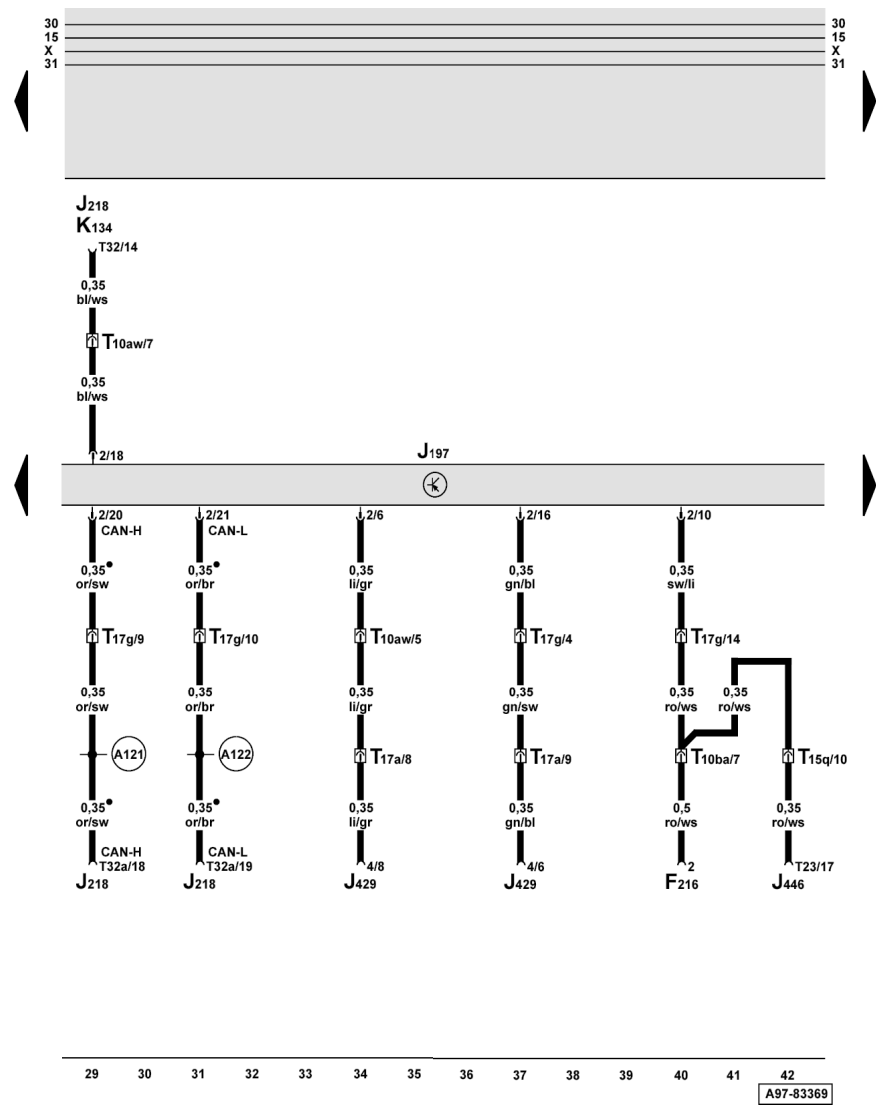 30 30
15 15
X X
31 31
J218
K134
T32/14
0,35
bl/ws
T10aw/7
0,35
bl/ws
2/18 J197
2/20 2/21 2/6 2/16 2/10
CAN-H CAN-L
0,35 0,35 0,35 0,35 0,35
or/sw or/br li/gr gn/bl sw/li
T17g/9 T17g/10 T10aw/5 T17g/4 T17g/14
0,35 0,35 0,35 0,35 0,35 0,35
or/sw or/br li/gr gn/sw ro/ws ro/ws
A121 A122 T17a/8 T17a/9 T10ba/7 T15q/10
0,35 0,35 0,35 0,35 0,5 0,35
or/sw or/br li/gr gn/bl ro/ws ro/ws
CAN-H CAN-L
T32a/18 T32a/19 4/8 4/6 2 T23/17
J218 J218 J429 J429 F216 J446
29 30 31 32 33 34 35 36 37 38 39 40 41 42
A97-83369